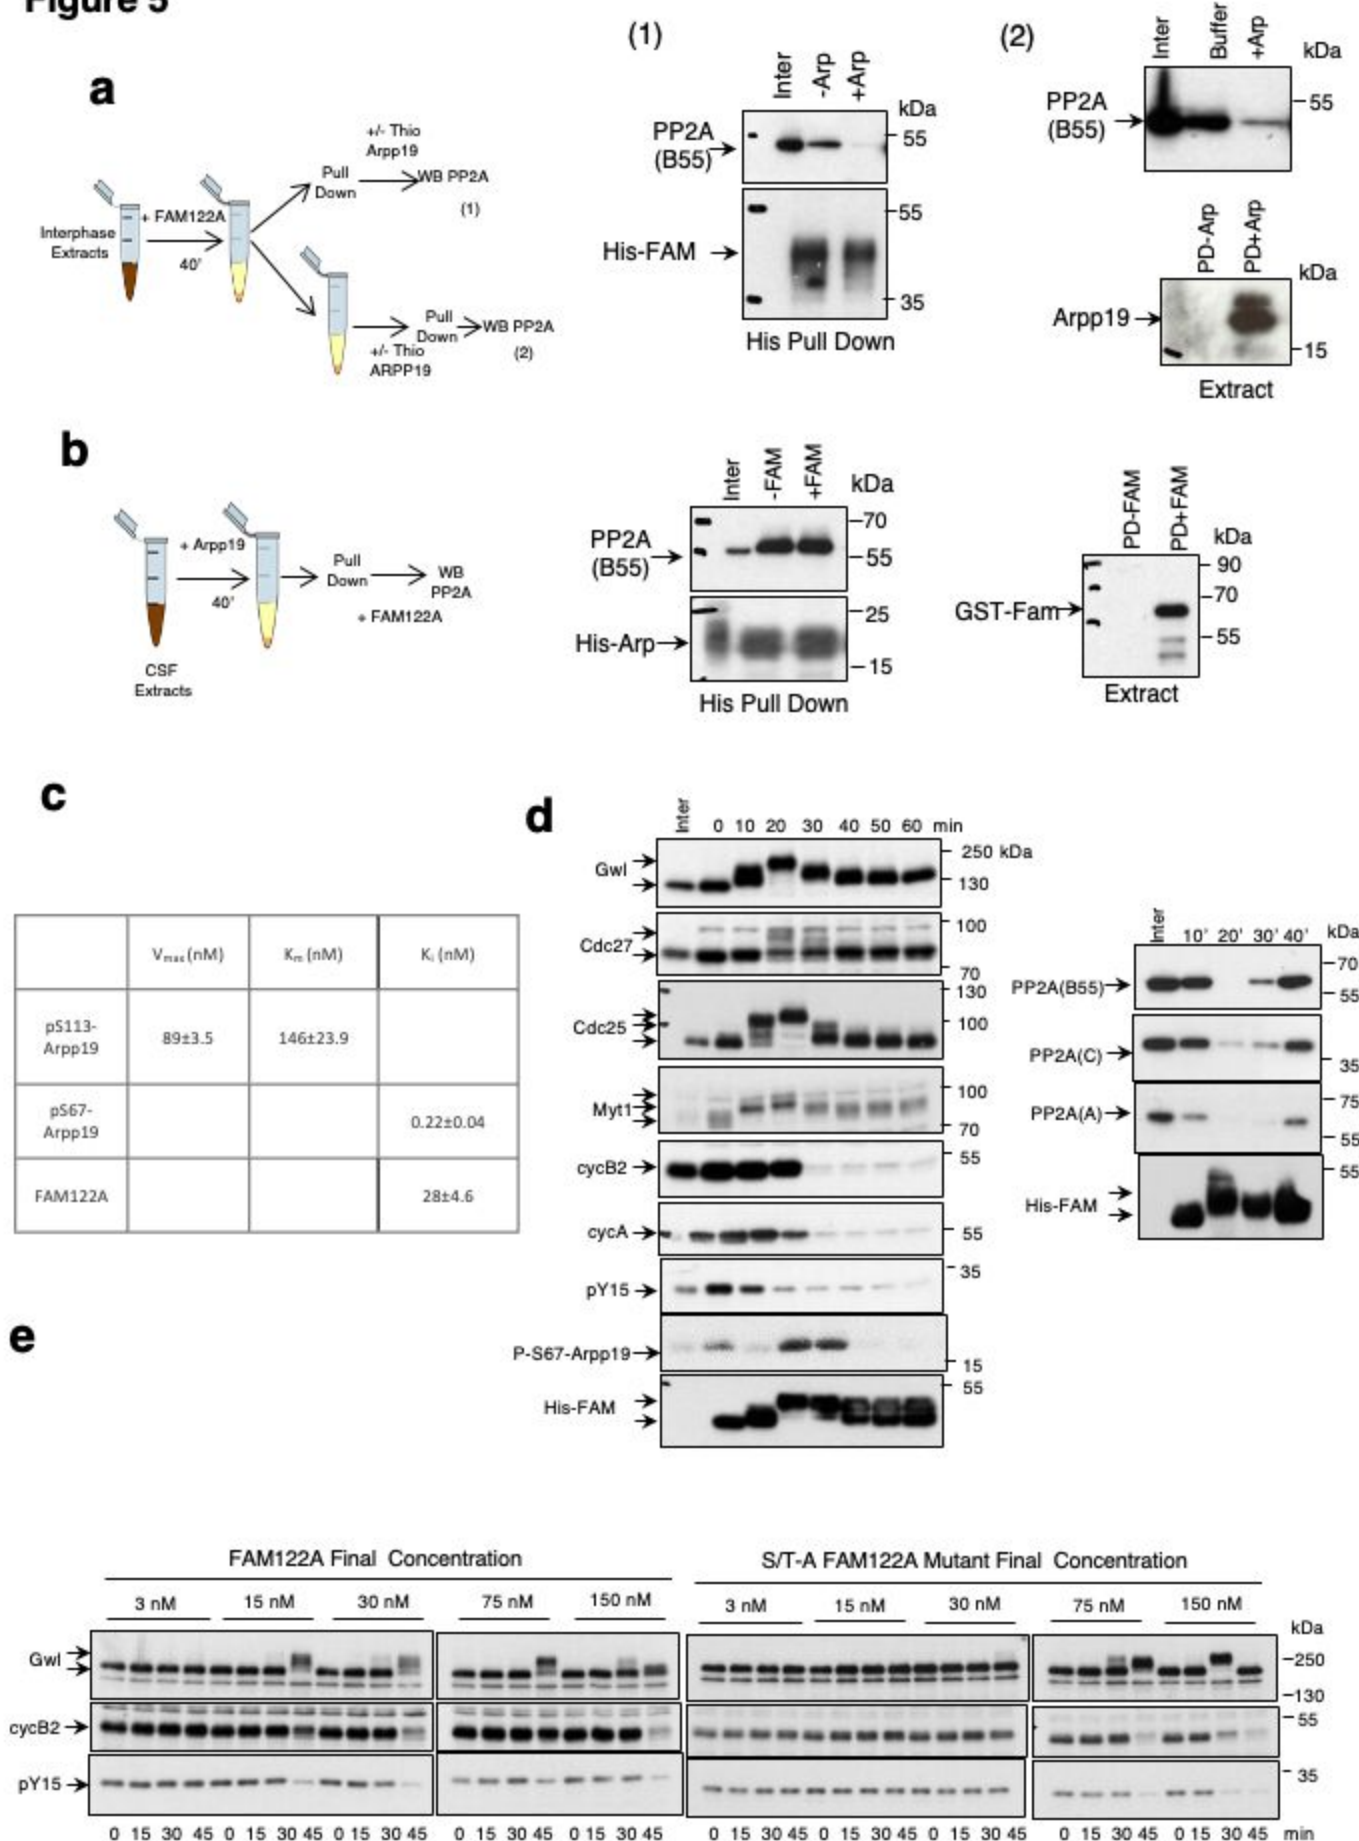 Figure 5
a
+/- Thio
Arpp19
Pull
Down
WB PP2A
(1)
+ FAM122A
Interphase
Extracts
40'
Pull
Down
WB PP2A
(2)
+/- Thio
ARPP19
(1)
Inter
-Arp
+Arp
kDa
PP2A
(B55)
55
55
His-FAM
35
His Pull Down
(2)
Inter
Buffer
+Arp
kDa
PP2A
(B55)
55
PD-Arp
PD+Arp
kDa
Arpp19
15
Extract
b
+ Arpp19
40'
Pull
Down
WB
PP2A
+ FAM122A
CSF
Extracts
Inter
-FAM
+FAM
kDa
70
PP2A
(B55)
55
25
His-Arp
15
His Pull Down
PD-FAM
PD+FAM
kDa
90
70
GST-Fam
55
Extract
c
Vmax (nM)
Km (nM)
Ki (nM)
pS113-
Arpp19
89±3.5
146±23.9
pS67-
Arpp19
0.22±0.04
FAM122A
28±4.6
d
Inter
0 10 20 30 40 50 60 min
Gwl
250 kDa
130
Cdc27
100
70
Cdc25
130
100
Myt1
100
70
cycB2
55
cycA
55
pY15
35
P-S67-Arpp19
15
His-FAM
55
Inter
10' 20' 30' 40'
kDa
PP2A(B55)
70
55
PP2A(C)
35
PP2A(A)
75
55
His-FAM
55
e
FAM122A Final Concentration
3 nM 15 nM 30 nM 75 nM 150 nM
S/T-A FAM122A Mutant Final Concentration
3 nM 15 nM 30 nM 75 nM 150 nM
kDa
Gwl
250
130
cycB2
55
pY15
35
0 15 30 45 0 15 30 45 0 15 30 45 0 15 30 45 0 15 30 45 0 15 30 45 0 15 30 45 0 15 30 45 0 15 30 45 0 15 30 45 min